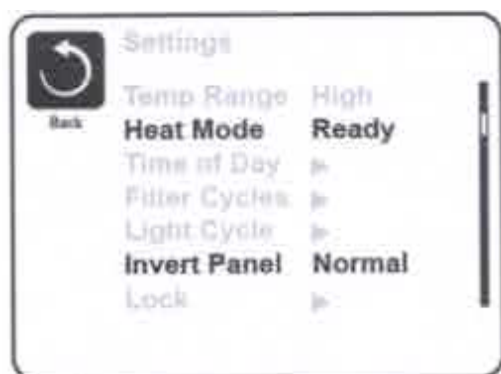 Settings
Back
Temp Range High
Heat Mode Ready
Time of Day
Filter Cycles
Light Cycle
Invert Panel Normal
Lock